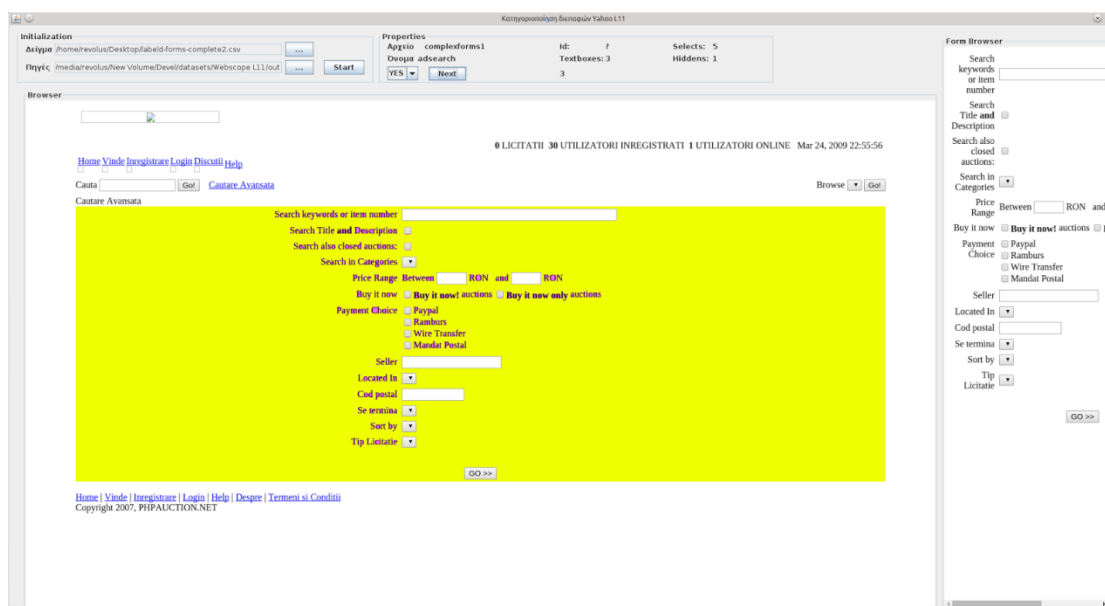 Κατηγοριοποίηση διεπαφών Yahoo L11
Initialization
Δείγμα /home/revolus/Desktop/labeld-forms-complete2.csv ...
Πηγές /media/revolus/New Volume/Devel/datasets/Webscope L11/out ... Start
Properties
Αρχείο complexforms1 Id: ? Selects: 5
Όνομα adsearch Textboxes: 3 Hiddens: 1
YES Next 3
Browser
0 LICITATII 30 UTILIZATORI INREGISTRATI 1 UTILIZATORI ONLINE Mar 24, 2009 22:55:56
Home Vinde Inregistrare Login Discutii Help
Cauta Go! Cautare Avansata Browse Go!
Cautare Avansata
Search keywords or item number
Search Title and Description
Search also closed auctions:
Search in Categories
Price Range Between RON and RON
Buy it now Buy it now! auctions Buy it now only auctions
Payment Choice Paypal
Ramburs
Wire Transfer
Mandat Postal
Seller
Located In
Cod postal
Se termina
Sort by
Tip Licitatie
GO >>
Home | Vinde | Inregistrare | Login | Help | Despre | Termeni si Conditii
Copyright 2007, PHPAUCTION.NET
Form Browser
Search
keywords
or item
number
Search
Title and
Description
Search also
closed
auctions:
Search in
Categories
Price
Range Between RON and
Buy it now Buy it now! auctions
Payment Paypal
Choice Ramburs
Wire Transfer
Mandat Postal
Seller
Located In
Cod postal
Se termina
Sort by
Tip
Licitatie
GO >>